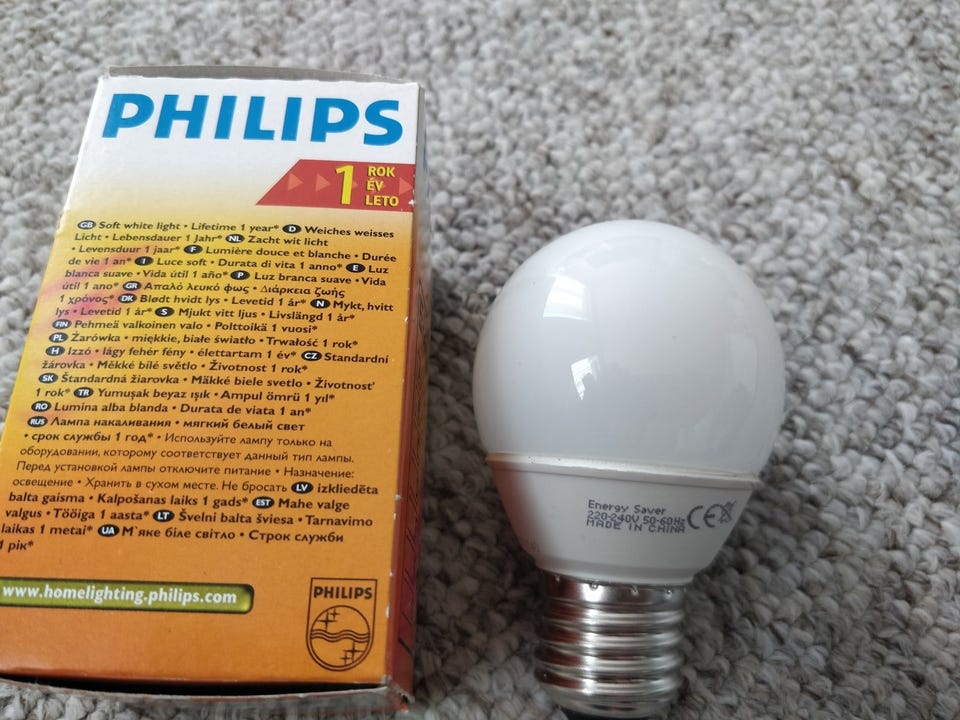 PHILIPS
1 ROK
ÉV
LETO
GB Soft white light • Lifetime 1 year* D Weiches weisses
Licht • Lebensdauer 1 Jahr* NL Zacht wit licht
• Levensduur 1 jaar* F Lumière douce et blanche • Durée
de vie 1 an* I Luce soft • Durata di vita 1 anno* E Luz
blanca suave • Vida útil 1 año* P Luz branca suave • Vida
útil 1 ano* GR Απαλό λευκό φως • Διάρκεια ζωής
1 χρόνος* DK Blødt hvidt lys • Levetid 1 år* N Mykt, hvitt
lys • Levetid 1 år* S Mjukt vitt ljus • Livslängd 1 år*
FIN Pehmeä valkoinen valo • Polttoikä 1 vuosi*
PL Żarówka • miękkie, białe światło • Trwałość 1 rok*
H Izzó • lágy fehér fény • élettartam 1 év* CZ Standardní
žárovka • Měkké bílé světlo • Životnost 1 rok*
SK Štandardná žiarovka • Mäkké biele svetlo • Životnosť
1 rok* TR Yumuşak beyaz ışık • Ampul ömrü 1 yıl*
RO Lumina alba blanda • Durata de viata 1 an*
RUS Лампа накаливания • мягкий белый свет
• срок службы 1 год* • Используйте лампу только на
оборудовании, которому соответствует данный тип лампы.
Перед установкой лампы отключите питание • Назначение:
освещение • Хранить в сухом месте. Не бросать LV izkliedēta
balta gaisma • Kalpošanas laiks 1 gads* EST Mahe valge
valgus • Tööiga 1 aasta* LT Švelni balta šviesa • Tarnavimo
laikas 1 metai* UA М`яке біле світло • Строк служби
1 рік*
www.homelighting.philips.com
PHILIPS
Energy Saver
220-240V 50-60Hz
MADE IN CHINA
CE